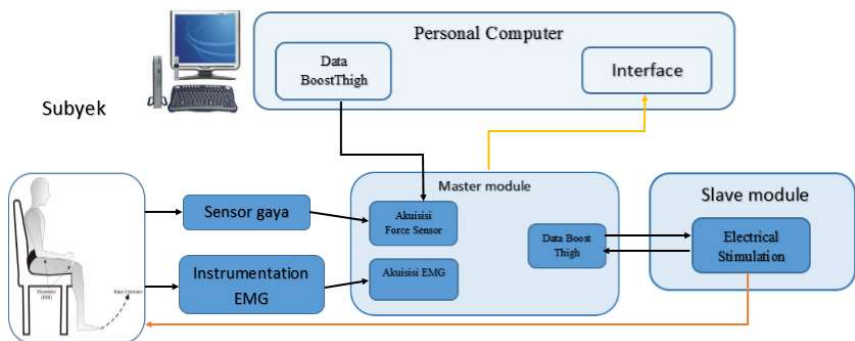 Personal Computer
Data
BoostThigh
Interface
Subyek
Master module
Slave module
Sensor gaya
Akuisisi
Force Sensor
Data Boost
Thigh
Electrical
Stimulation
Instrumentation
EMG
Akuisisi EMG